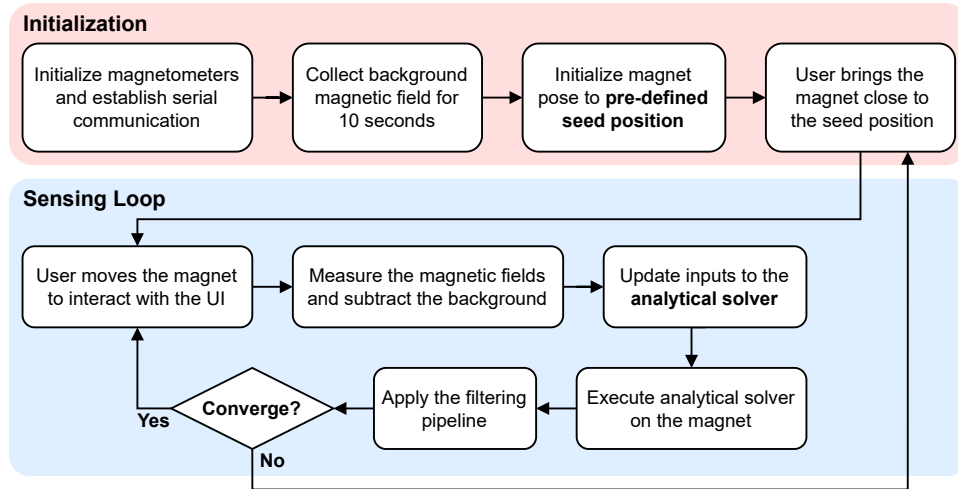 Initialization
Initialize magnetometers
and establish serial
communication
Collect background
magnetic field for
10 seconds
Initialize magnet
pose to pre-defined
seed position
User brings the
magnet close to
the seed position
Sensing Loop
User moves the magnet
to interact with the UI
Measure the magnetic fields
and subtract the background
Update inputs to the
analytical solver
Execute analytical solver
on the magnet
Apply the filtering
pipeline
Converge?
Yes
No